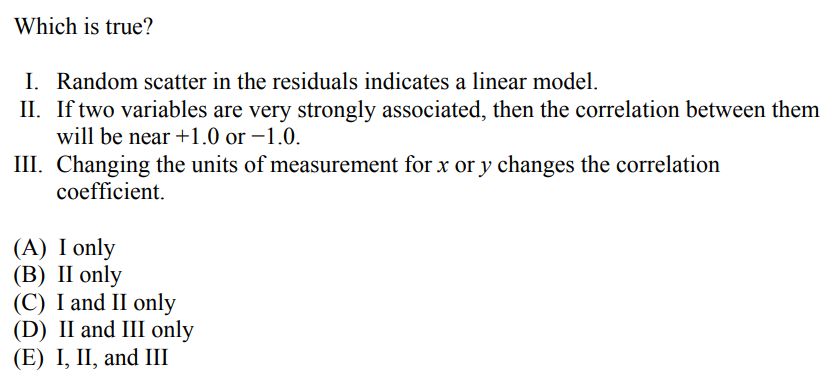 Which is true?
I. Random scatter in the residuals indicates a linear model.
II. If two variables are very strongly associated, then the correlation between them
will be near +1.0 or −1.0.
III. Changing the units of measurement for x or y changes the correlation
coefficient.
(A) I only
(B) II only
(C) I and II only
(D) II and III only
(E) I, II, and III